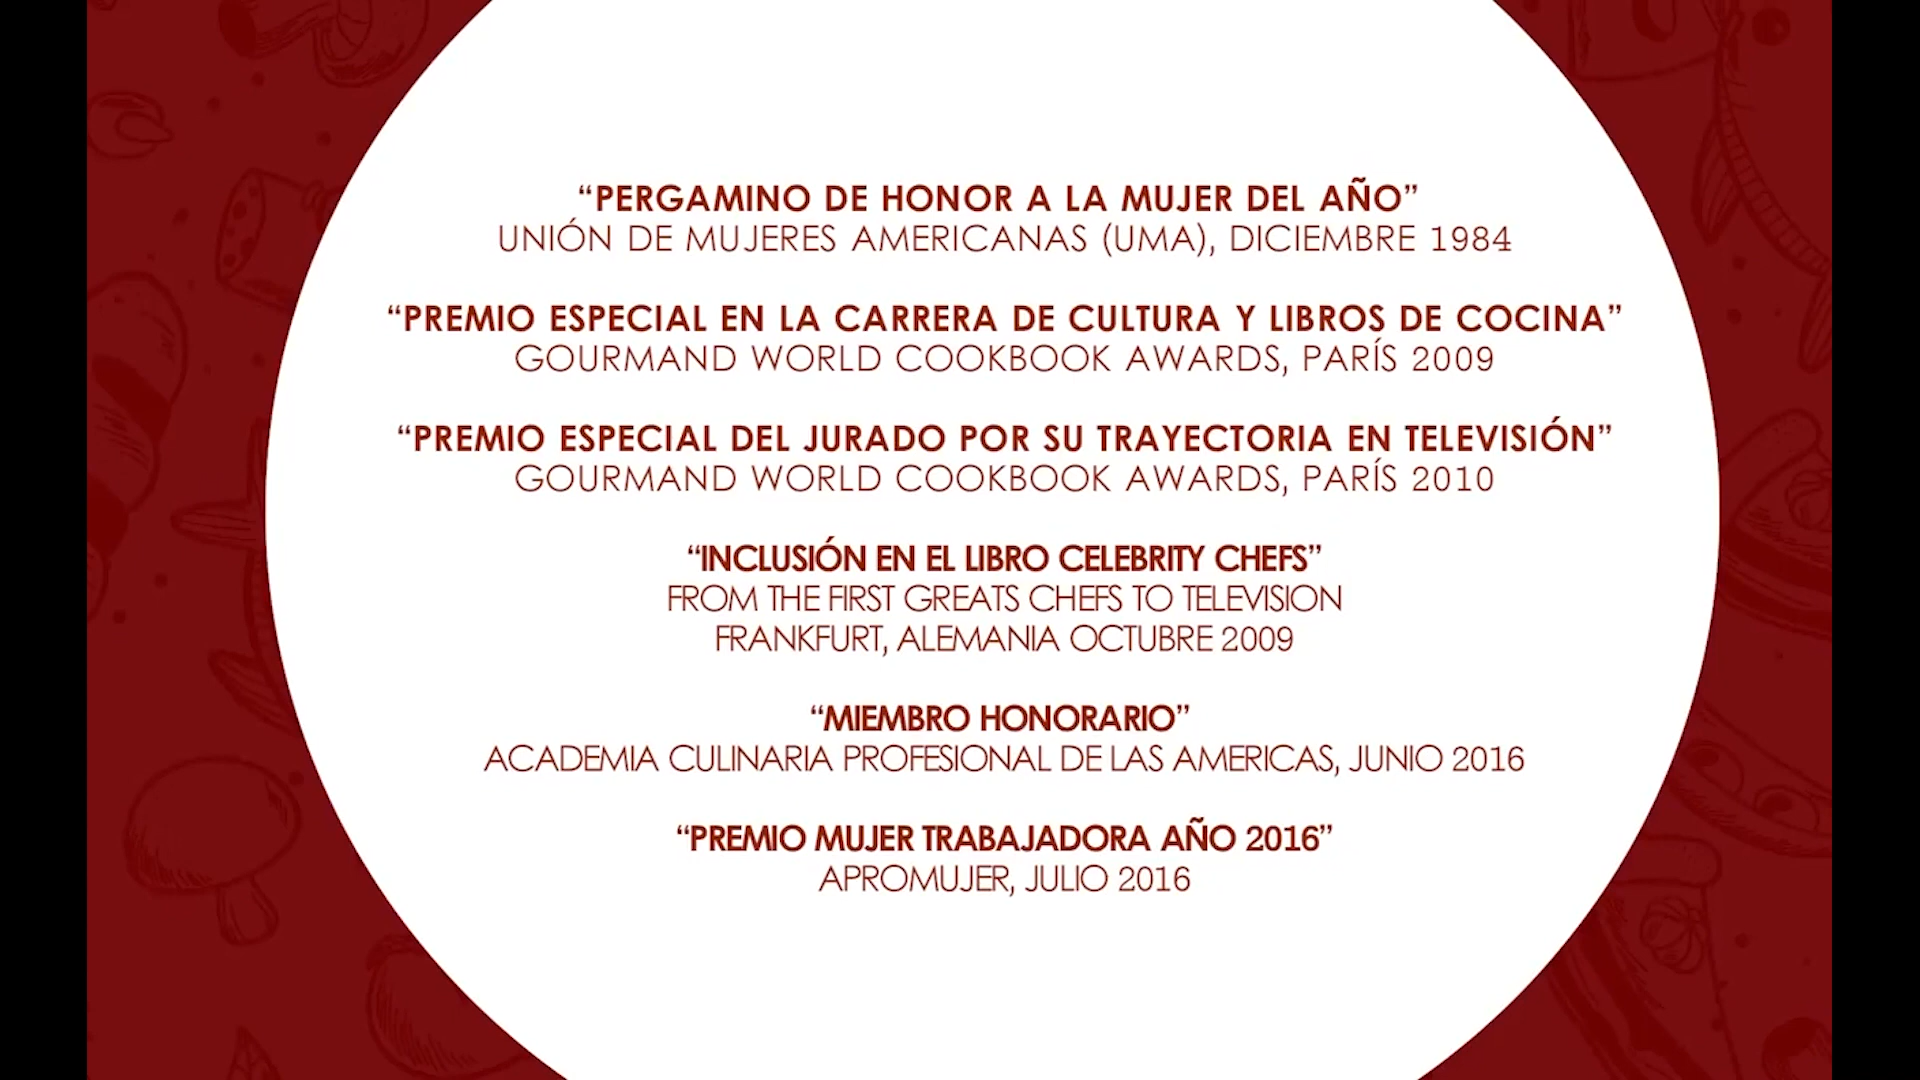 “PERGAMINO DE HONOR A LA MUJER DEL AÑO”
UNIÓN DE MUJERES AMERICANAS (UMA), DICIEMBRE 1984
“PREMIO ESPECIAL EN LA CARRERA DE CULTURA Y LIBROS DE COCINA”
GOURMAND WORLD COOKBOOK AWARDS, PARÍS 2009
“PREMIO ESPECIAL DEL JURADO POR SU TRAYECTORIA EN TELEVISIÓN”
GOURMAND WORLD COOKBOOK AWARDS, PARÍS 2010
“INCLUSIÓN EN EL LIBRO CELEBRITY CHEFS”
FROM THE FIRST GREATS CHEFS TO TELEVISION
FRANKFURT, ALEMANIA OCTUBRE 2009
“MIEMBRO HONORARIO”
ACADEMIA CULINARIA PROFESIONAL DE LAS AMERICAS, JUNIO 2016
“PREMIO MUJER TRABAJADORA AÑO 2016”
APROMUJER, JULIO 2016